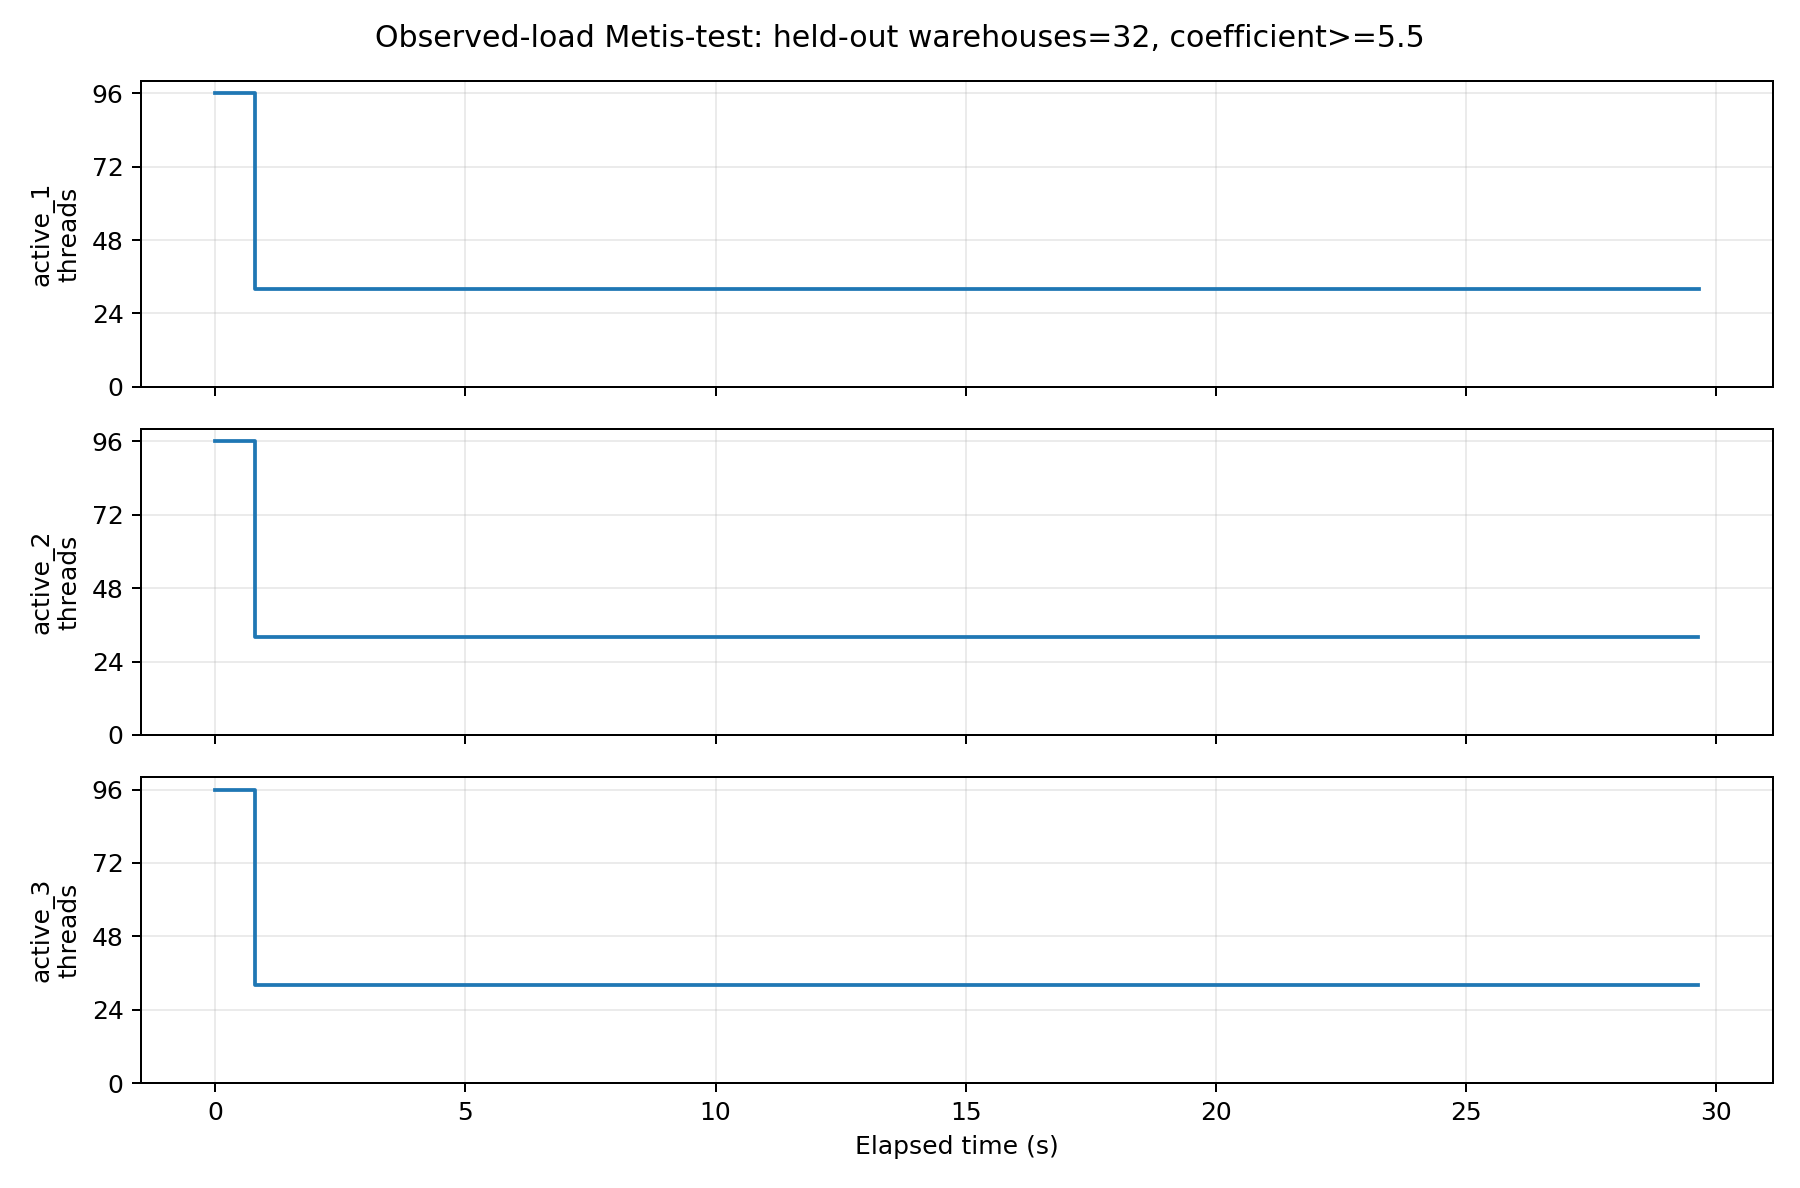 Observed-load Metis-test: held-out warehouses=32, coefficient>=5.5
active_1
threads
96
72
48
24
0
active_2
threads
96
72
48
24
0
active_3
threads
96
72
48
24
0
0 5 10 15 20 25 30
Elapsed time (s)